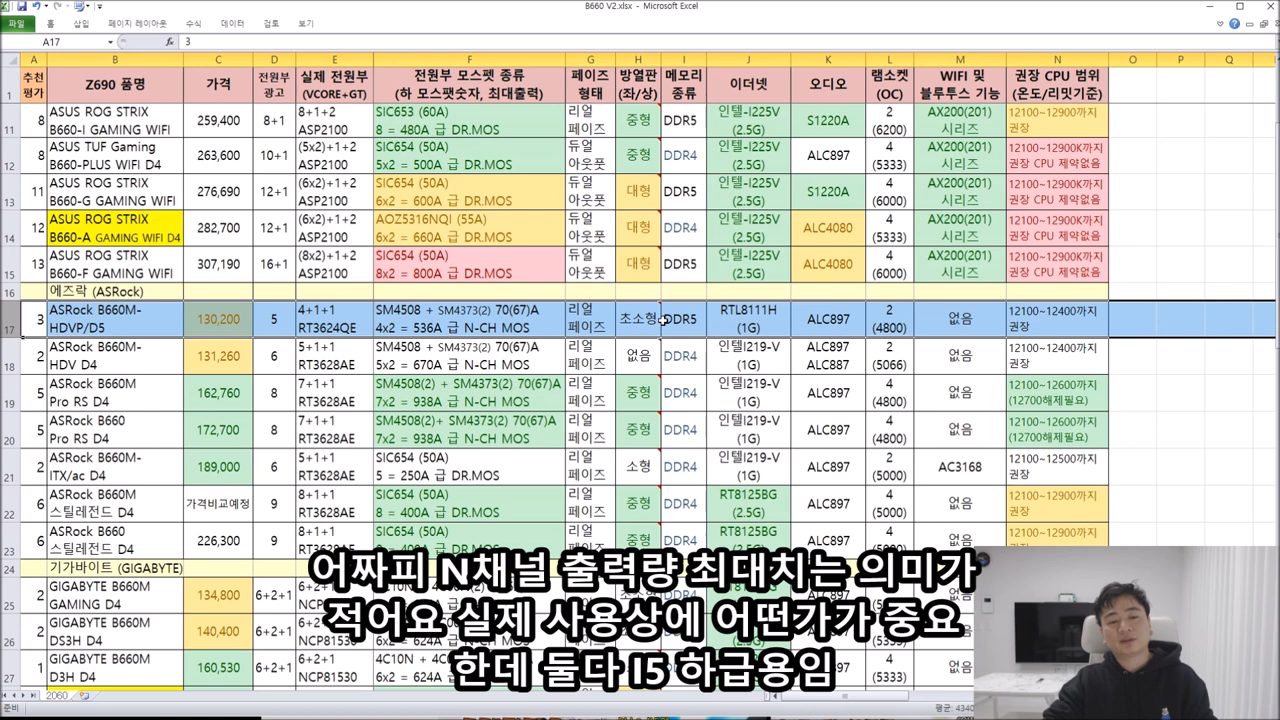 B660 V2.xlsx - Microsoft Excel
파일 홈 삽입 페이지 레이아웃 수식 데이터 검토 보기
A17 fx 3
A B C D E F G H I J K L M N O P Q
1 추천 평가 Z690 품명 가격 전원부 광고 실제 전원부 (VCORE+GT) 전원부 모스펫 종류 (하 모스팻숫자, 최대출력) 페이즈 형태 방열판 (좌/상) 메모리 종류 이더넷 오디오 램소켓 (OC) WIFI 및 블루투스 기능 권장 CPU 범위 (온도/리밋기준)
11 8 ASUS ROG STRIX B660-I GAMING WIFI 259,400 8+1 8+1+2 ASP2100 SIC653 (60A) 8 = 480A 급 DR.MOS 리얼 페이즈 중형 DDR5 인텔-I225V (2.5G) S1220A 2 (6200) AX200(201) 시리즈 12100~12900까지 권장
12 8 ASUS TUF Gaming B660-PLUS WIFI D4 263,600 10+1 (5x2)+1+2 ASP2100 SIC654 (50A) 5x2 = 500A 급 DR.MOS 듀얼 아웃풋 중형 DDR4 인텔-I225V (2.5G) ALC897 4 (5333) AX200(201) 시리즈 12100~12900K까지 권장 CPU 제약없음
13 11 ASUS ROG STRIX B660-G GAMING WIFI 276,690 12+1 (6x2)+1+2 ASP2100 SIC654 (50A) 6x2 = 600A 급 DR.MOS 듀얼 아웃풋 대형 DDR5 인텔-I225V (2.5G) S1220A 4 (6000) AX200(201) 시리즈 12100~12900K까지 권장 CPU 제약없음
14 12 ASUS ROG STRIX B660-A GAMING WIFI D4 282,700 12+1 (6x2)+1+2 ASP2100 AOZ5316NQI (55A) 6x2 = 660A 급 DR.MOS 듀얼 아웃풋 대형 DDR4 인텔-I225V (2.5G) ALC4080 4 (5333) AX200(201) 시리즈 12100~12900K까지 권장 CPU 제약없음
15 13 ASUS ROG STRIX B660-F GAMING WIFI 307,190 16+1 (8x2)+1+2 ASP2100 SIC654 (50A) 8x2 = 800A 급 DR.MOS 듀얼 아웃풋 대형 DDR5 인텔-I225V (2.5G) ALC4080 4 (6000) AX200(201) 시리즈 12100~12900K까지 권장 CPU 제약없음
16 에즈락 (ASRock)
17 3 ASRock B660M-HDVP/D5 130,200 5 4+1+1 RT3624QE SM4508 + SM4373(2) 70(67)A 4x2 = 536A 급 N-CH MOS 리얼 페이즈 초소형 DDR5 RTL8111H (1G) ALC897 2 (4800) 없음 12100~12400까지 권장
18 2 ASRock B660M-HDV D4 131,260 6 5+1+1 RT3628AE SM4508 + SM4373(2) 70(67)A 5x2 = 670A 급 N-CH MOS 리얼 페이즈 없음 DDR4 인텔I219-V (1G) ALC897 ALC887 2 (5066) 없음 12100~12400까지 권장
19 5 ASRock B660M Pro RS D4 162,760 8 7+1+1 RT3628AE SM4508(2) + SM4373(2) 70(67)A 7x2 = 938A 급 N-CH MOS 리얼 페이즈 중형 DDR4 인텔I219-V (1G) ALC897 4 (4800) 없음 12100~12600까지 (12700해제필요)
20 5 ASRock B660 Pro RS D4 172,700 8 7+1+1 RT3628AE SM4508(2)+ SM4373(2) 70(67)A 7x2 = 938A 급 N-CH MOS 리얼 페이즈 중형 DDR4 인텔I219-V (1G) ALC897 4 (4800) 없음 12100~12600까지 (12700해제필요)
21 2 ASRock B660M-ITX/ac D4 189,000 6 5+1+1 RT3628AE SIC654 (50A) 5 = 250A 급 DR.MOS 리얼 페이즈 소형 DDR4 인텔I219-V (1G) ALC897 2 (5000) AC3168 12100~12500까지 권장
22 6 ASRock B660M 스틸레전드 D4 가격비교예정 9 8+1+1 RT3628AE SIC654 (50A) 8 = 400A 급 DR.MOS 리얼 페이즈 중형 DDR4 RT8125BG (2.5G) ALC897 4 (5000) 없음 12100~12900까지 권장
23 6 ASRock B660 스틸레전드 D4 226,300 9 8+1+1 SIC654 (50A) 리얼 중형 DDR4 RT8125BG ALC897 4 없음 12100~12900까지
24 기가바이트 (GIGABYTE)
25 2 GIGABYTE B660M GAMING D4 134,800 6+2+1
26 2 GIGABYTE B660M DS3H D4 140,400 6+2+1
27 1 GIGABYTE B660M D3H D4 160,530 6+2+1 6+2+1 NCP81530
어짜피 N채널 출력량 최대치는 의미가
적어요 실제 사용상에 어떤가가 중요
한데 둘다 I5 하급용임
2060
준비 평균: 4340